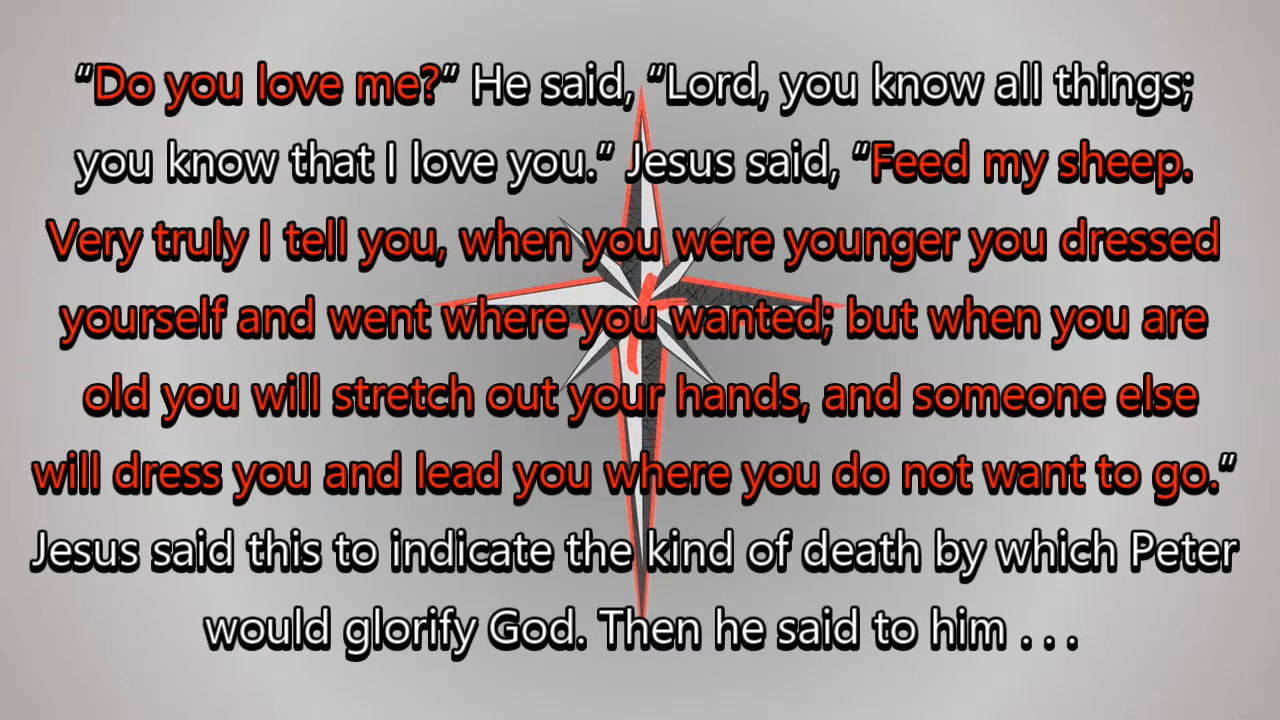 “Do you love me?” He said, “Lord, you know all things;
you know that I love you.” Jesus said, “Feed my sheep.
Very truly I tell you, when you were younger you dressed
yourself and went where you wanted; but when you are
old you will stretch out your hands, and someone else
will dress you and lead you where you do not want to go.”
Jesus said this to indicate the kind of death by which Peter
would glorify God. Then he said to him . . .